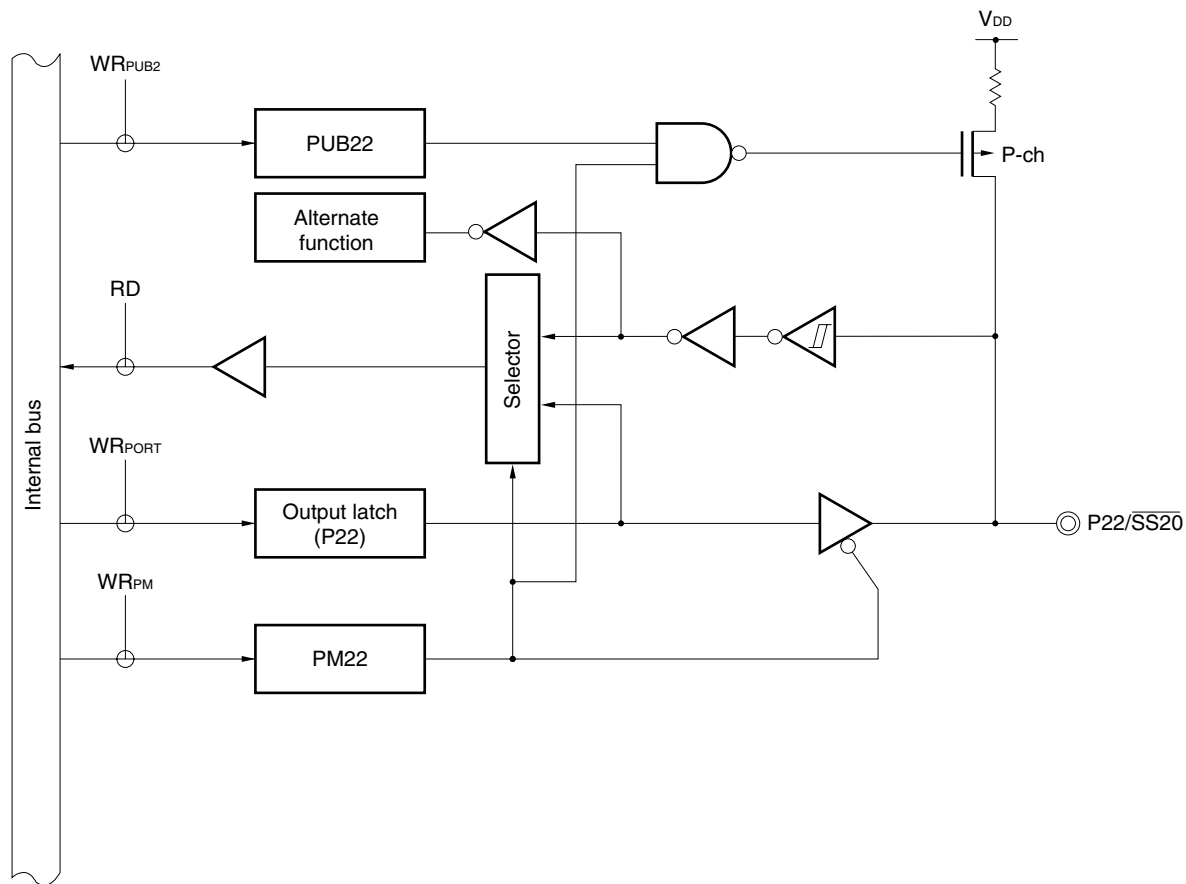 VDD
WRPUB2
PUB22
P-ch
Alternate
function
RD
Selector
Internal bus
WRPORT
Output latch
(P22)
P22/SS20
WRPM
PM22